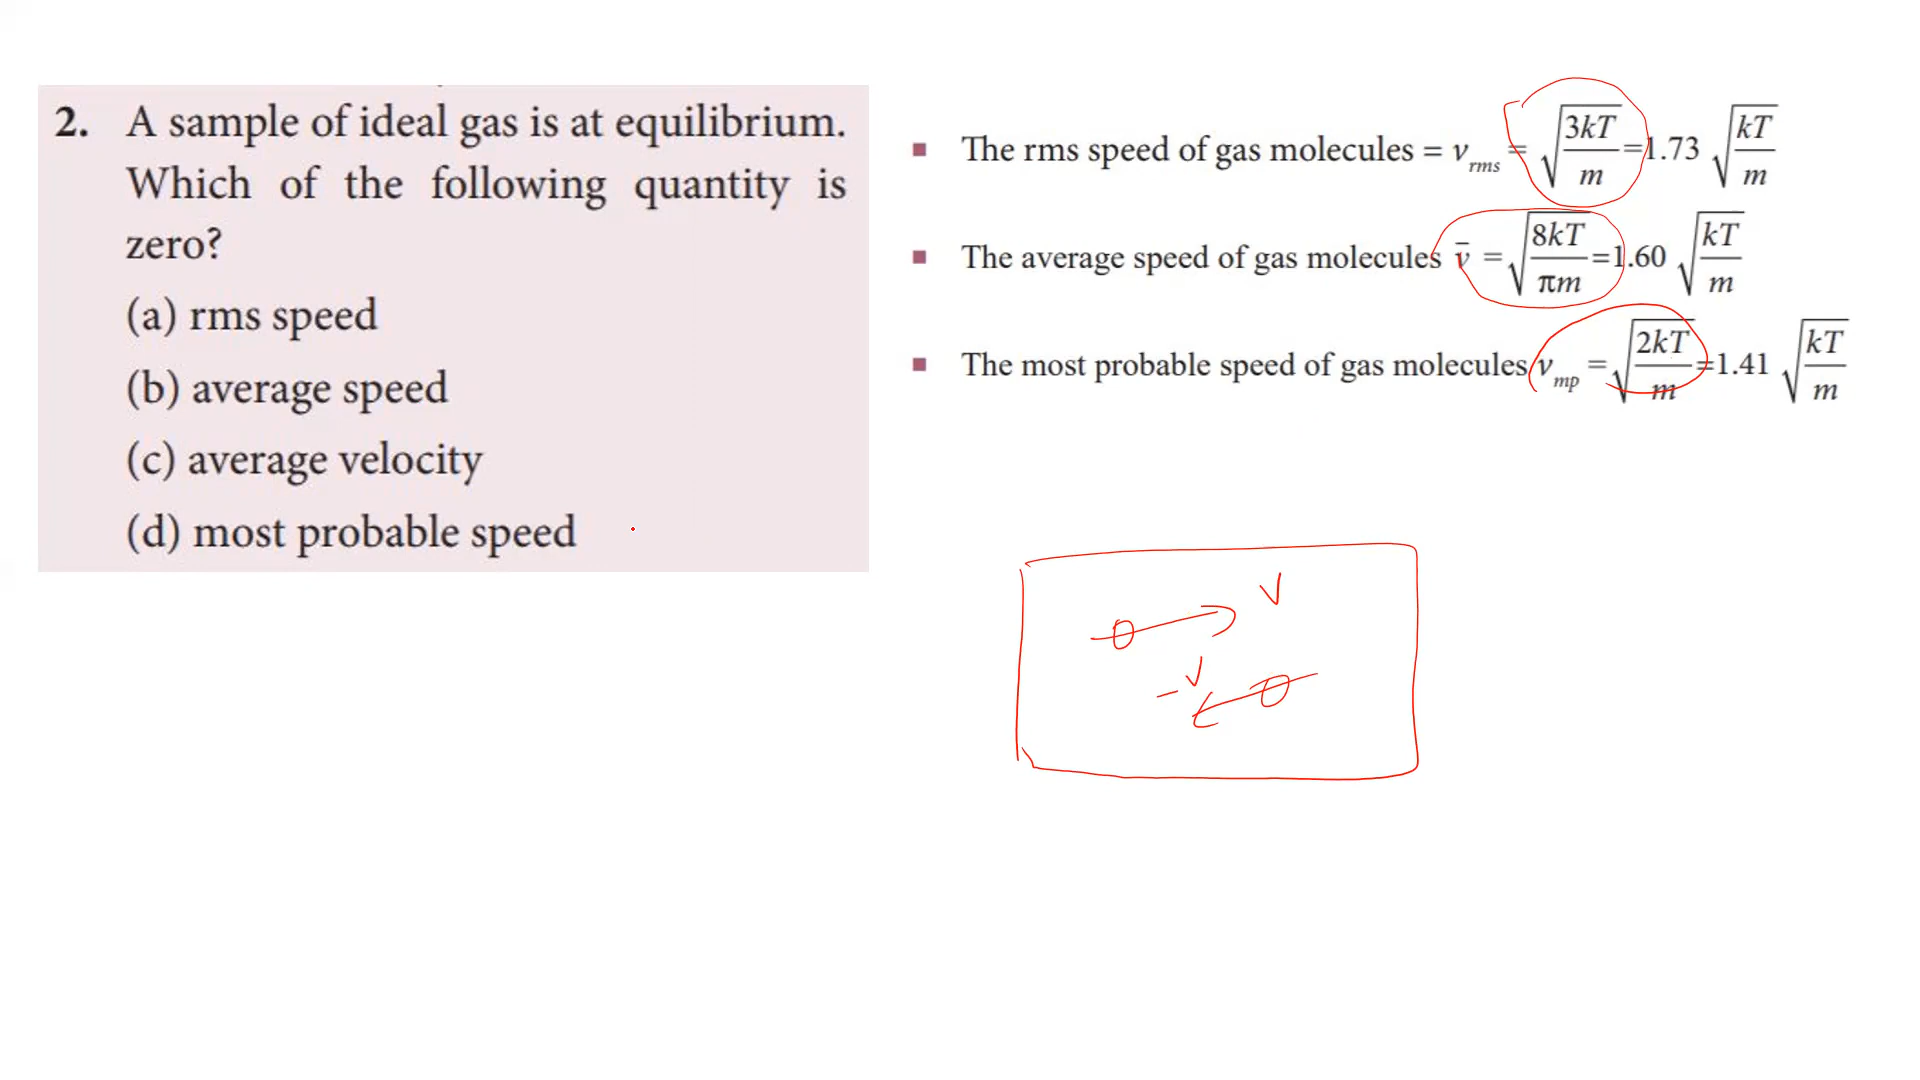 2. A sample of ideal gas is at equilibrium.
Which of the following quantity is
zero?
(a) rms speed
(b) average speed
(c) average velocity
(d) most probable speed
▪ The rms speed of gas molecules = v_rms = √(3kT/m) = 1.73 √(kT/m)
▪ The average speed of gas molecules v̄ = √(8kT/πm) = 1.60 √(kT/m)
▪ The most probable speed of gas molecules v_mp = √(2kT/m) = 1.41 √(kT/m)
V
-V